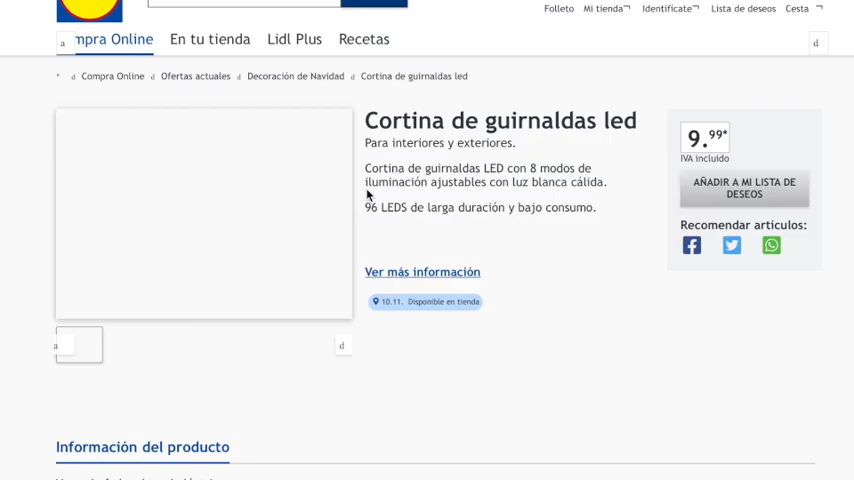 Folleto Mi tienda Identifícate Lista de deseos Cesta
mpra Online En tu tienda Lidl Plus Recetas
a
d
d Compra Online d Ofertas actuales d Decoración de Navidad d Cortina de guirnaldas led
Cortina de guirnaldas led
Para interiores y exteriores.
Cortina de guirnaldas LED con 8 modos de
iluminación ajustables con luz blanca cálida.
96 LEDS de larga duración y bajo consumo.
Ver más información
10.11. Disponible en tienda
9.99*
IVA incluido
AÑADIR A MI LISTA DE
DESEOS
Recomendar artículos:
a
d
Información del producto